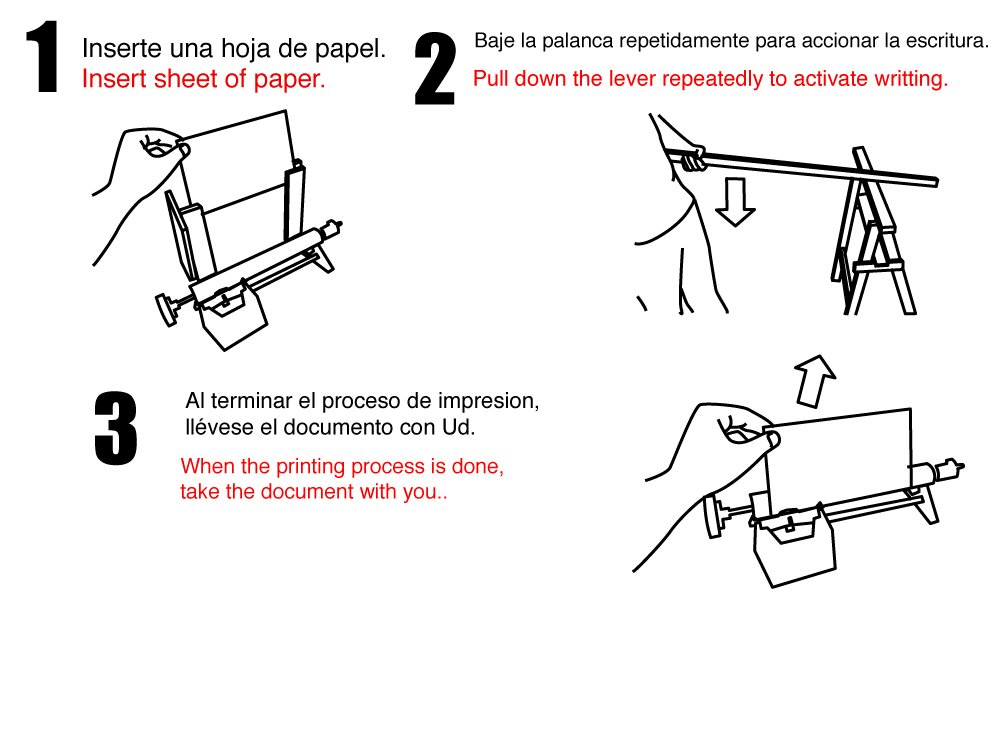 1
Inserte una hoja de papel.
Insert sheet of paper.
2
Baje la palanca repetidamente para accionar la escritura.
Pull down the lever repeatedly to activate writting.
3
Al terminar el proceso de impresion,
llévese el documento con Ud.
When the printing process is done,
take the document with you..